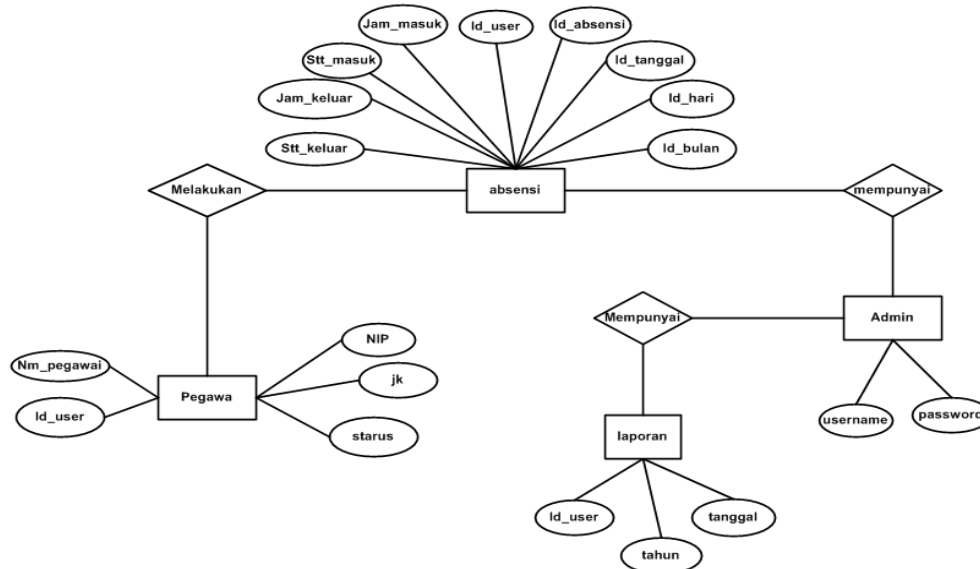 Jam_masuk
Id_user
Id_absensi
Stt_masuk
Id_tanggal
Jam_keluar
Id_hari
Stt_keluar
Id_bulan
Melakukan
absensi
mempunyai
Mempunyai
Admin
NIP
Nm_pegawai
jk
Pegawa
Id_user
starus
username
password
laporan
Id_user
tanggal
tahun